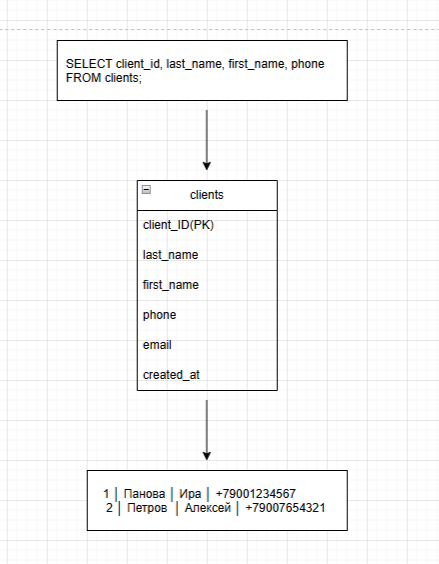 SELECT client_id, last_name, first_name, phone
FROM clients;
clients
client_ID(PK)
last_name
first_name
phone
email
created_at
1 | Панова | Ира | +79001234567
2 | Петров | Алексей | +79007654321